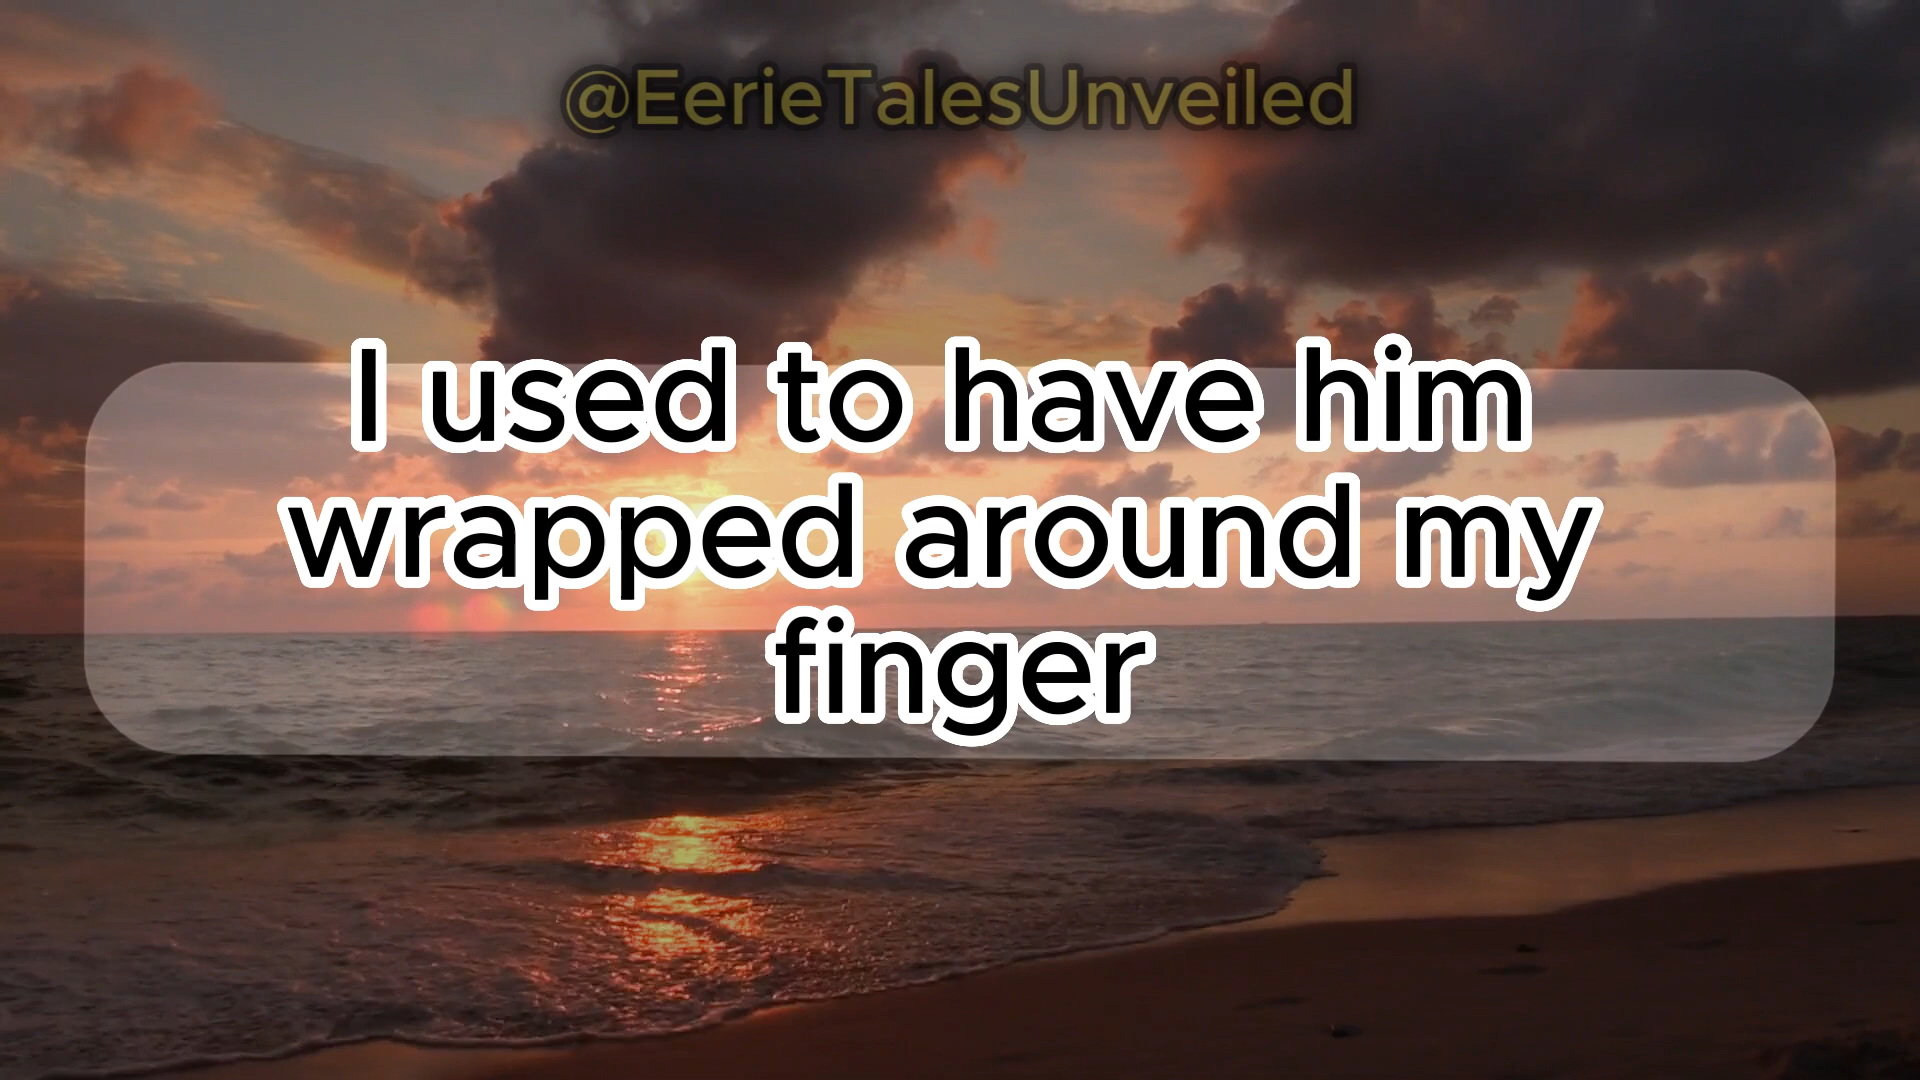 @EerieTalesUnveiled
I used to have him
wrapped around my
finger